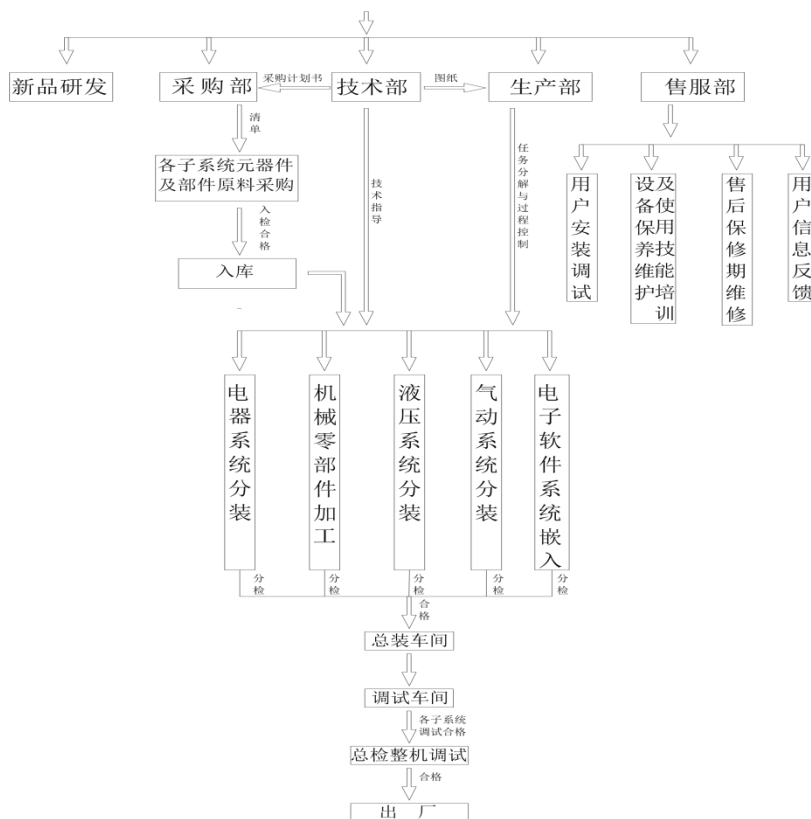 新品研发
采购部
采购计划书
技术部
图纸
生产部
售服部
清单
各子系统元器件
及部件原料采购
入检合格
入库
技术指导
任务分解与过程控制
用户安装调试
设备保养维护
及使用技能培训
售后保修期维修
用户信息反馈
电器系统分装
机械零部件加工
液压系统分装
气动系统分装
电子软件系统嵌入
分检
分检
分检
分检
分检
合格
总装车间
调试车间
各子系统
调试合格
总检整机调试
合格
出厂